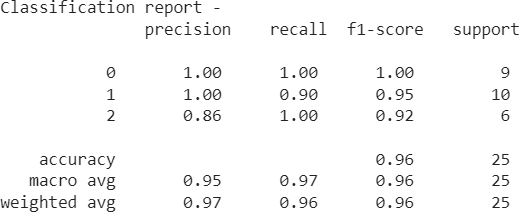 Classification report -
precision recall f1-score support
0 1.00 1.00 1.00 9
1 1.00 0.90 0.95 10
2 0.86 1.00 0.92 6
accuracy 0.96 25
macro avg 0.95 0.97 0.96 25
weighted avg 0.97 0.96 0.96 25